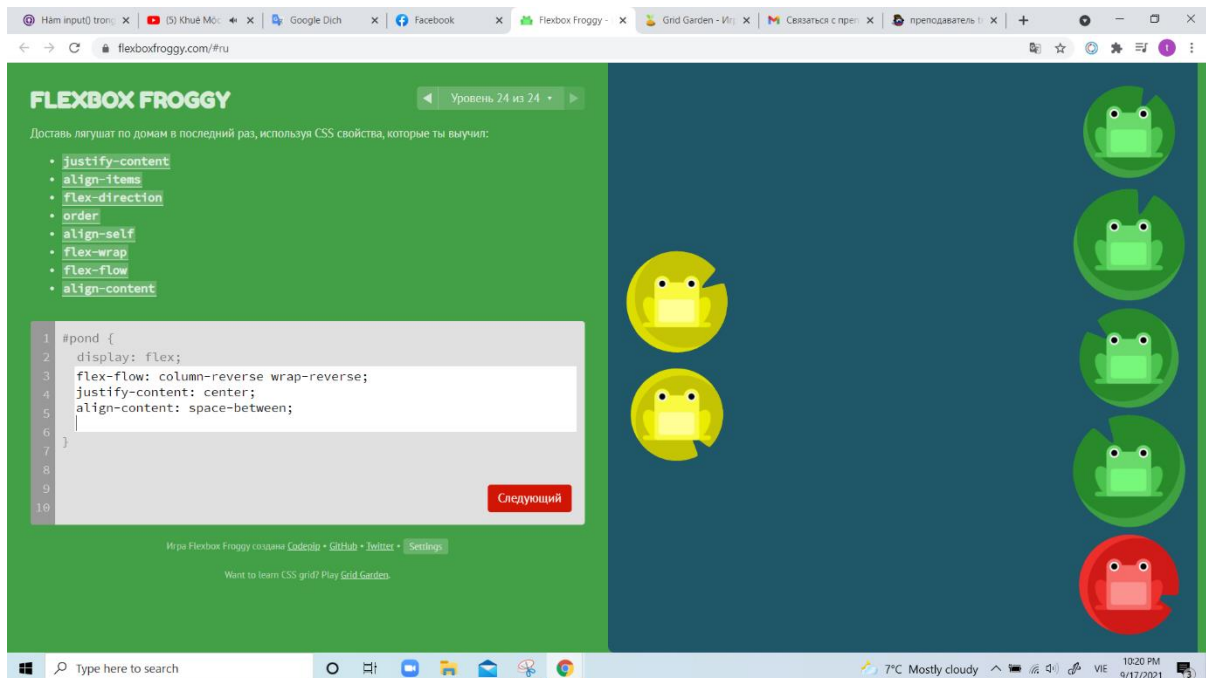 Hàm input() trong
(5) Khuê Mộc
Google Dịch
Facebook
Flexbox Froggy -
Grid Garden - Иг
Связаться с преп
преподаватель
flexboxfroggy.com/#ru
t
FLEXBOX FROGGY
Уровень 24 из 24
Доставь лягушат по домам в последний раз, используя CSS свойства, которые ты выучил:
• justify-content
• align-items
• flex-direction
• order
• align-self
• flex-wrap
• flex-flow
• align-content
1 #pond {
2 display: flex;
3 flex-flow: column-reverse wrap-reverse;
4 justify-content: center;
5 align-content: space-between;
6
7 }
8
9
10
Следующий
Игра Flexbox Froggy создана Codepip • GitHub • Twitter • Settings
Want to learn CSS grid? Play Grid Garden.
Type here to search
7°C Mostly cloudy
VIE
10:20 PM
9/17/2021
3